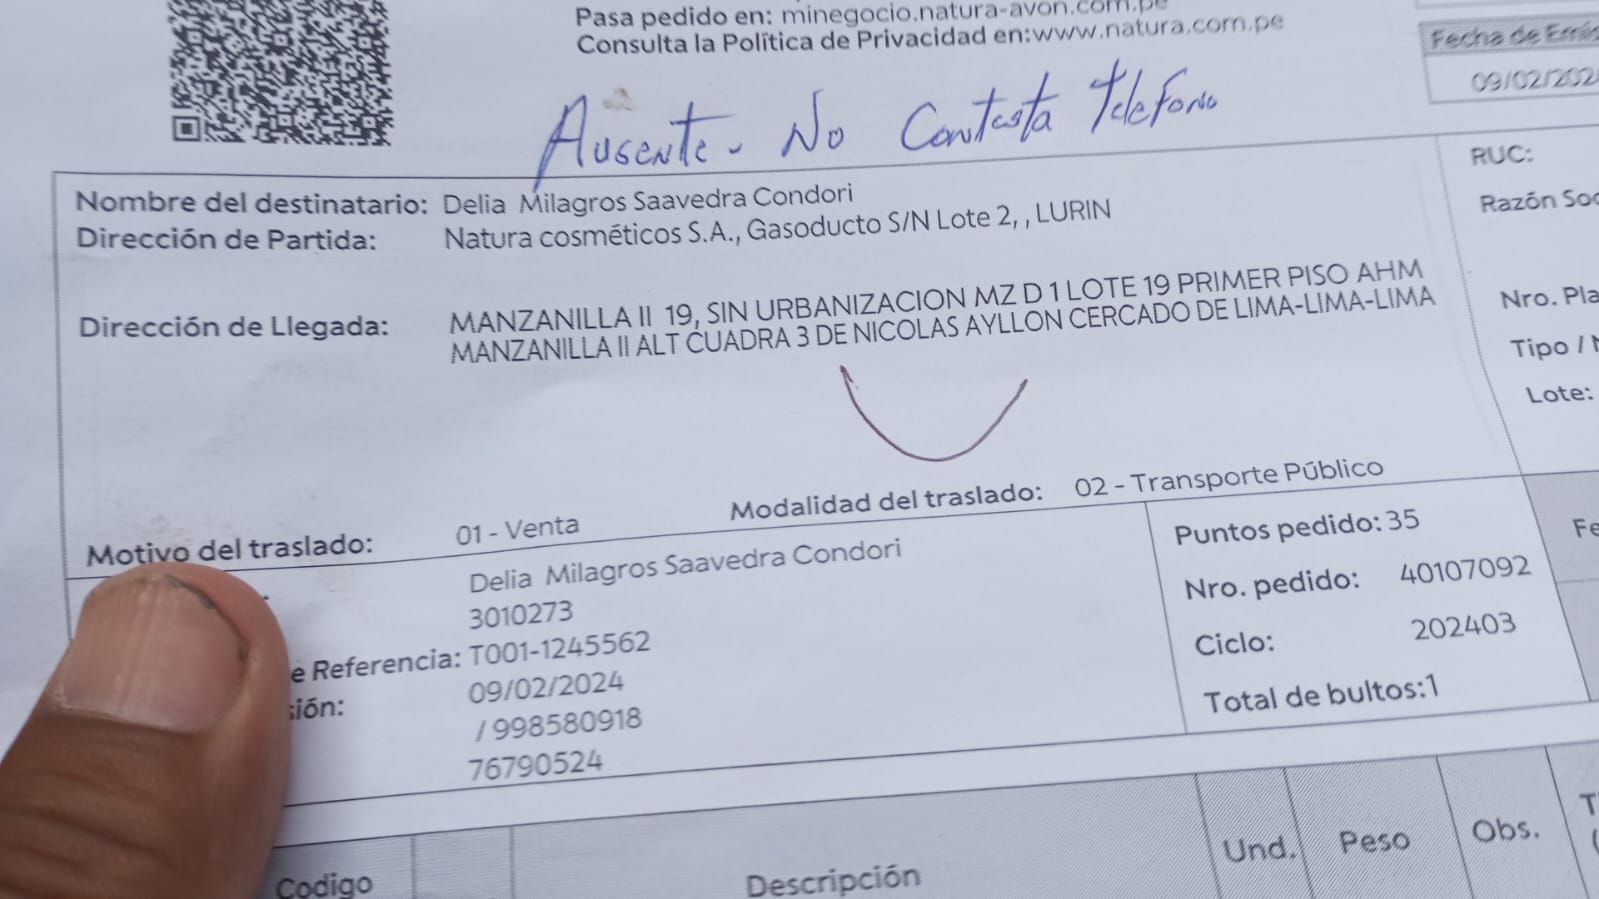 Pasa pedido en: minegocio.natura-avon.com.pe
Consulta la Política de Privacidad en:www.natura.com.pe
Fecha de
09/02/202
Ausente. No Contesta Telefono
RUC:
Nombre del destinatario: Delia Milagros Saavedra Condori
Razón Soc
Dirección de Partida: Natura cosméticos S.A., Gasoducto S/N Lote 2, , LURIN
Dirección de Llegada: MANZANILLA II 19, SIN URBANIZACION MZ D 1 LOTE 19 PRIMER PISO AHM
MANZANILLA II ALT CUADRA 3 DE NICOLAS AYLLON CERCADO DE LIMA-LIMA-LIMA
Nro. Pla
Tipo /
Lote:
Motivo del traslado: 01 - Venta Modalidad del traslado: 02 - Transporte Público
Delia Milagros Saavedra Condori
3010273
e Referencia: T001-1245562
sión: 09/02/2024
/ 998580918
76790524
Puntos pedido: 35
Nro. pedido: 40107092
Ciclo: 202403
Total de bultos:1
Fe
Codigo Descripción Und. Peso Obs. T